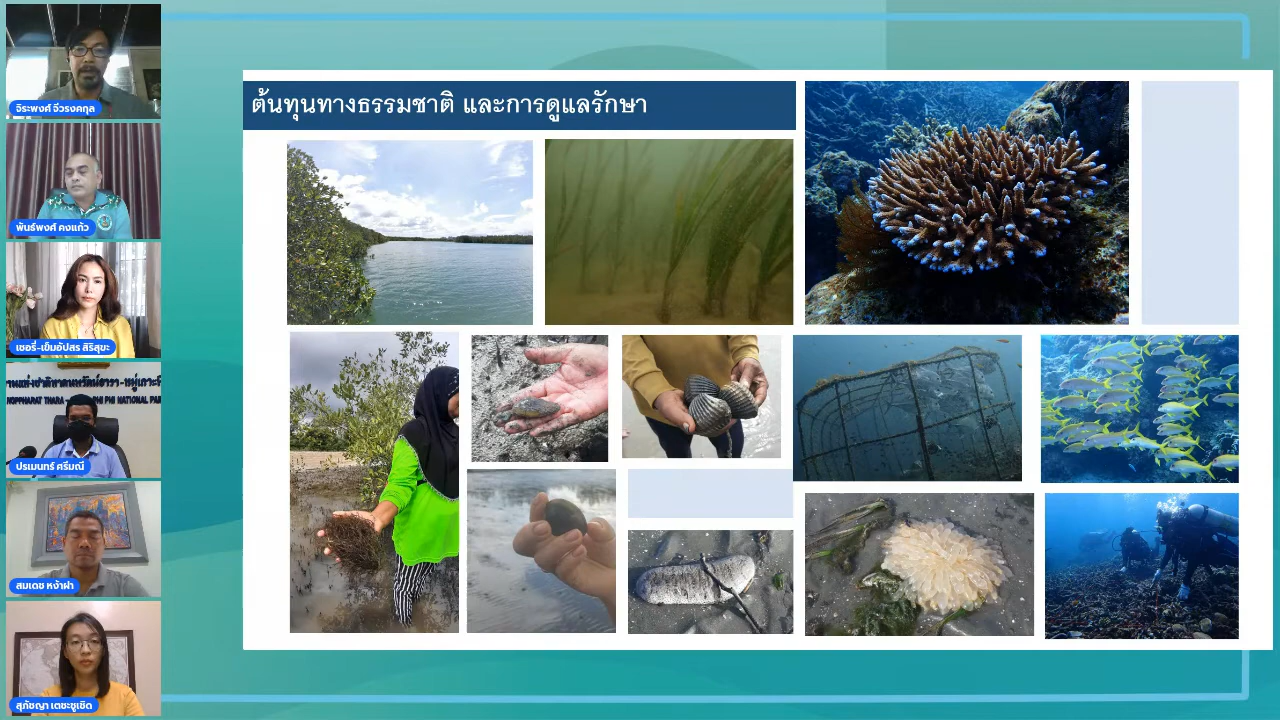 จิระพงศ์ จีวรงคกุล
พันธ์พงศ์ คงแก้ว
เชอรี่-เข็มอัปสร สิริสุขะ
ปรเมนทร์ ศรีมณี
สมเดช หง้าฝา
สุภัชญา เตชะชูเชิด
ต้นทุนทางธรรมชาติ และการดูแลรักษา
PHI PHI NATIONAL